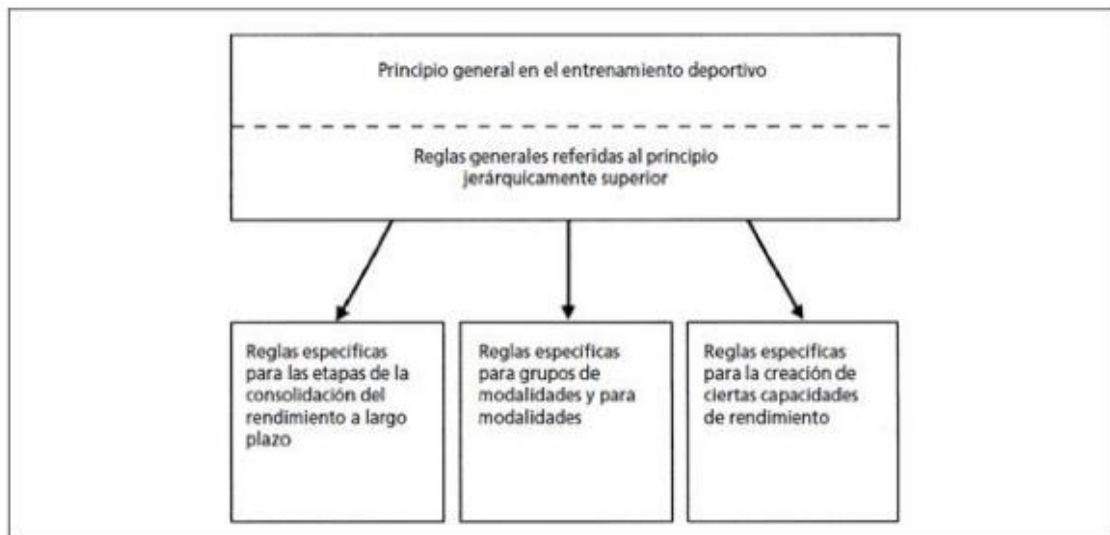 Principio general en el entrenamiento deportivo
Reglas generales referidas al principio
jerárquicamente superior
Reglas específicas
para las etapas de la
consolidación del
rendimiento a largo
plazo
Reglas específicas
para grupos de
modalidades y para
modalidades
Reglas específicas
para la creación de
ciertas capacidades
de rendimiento